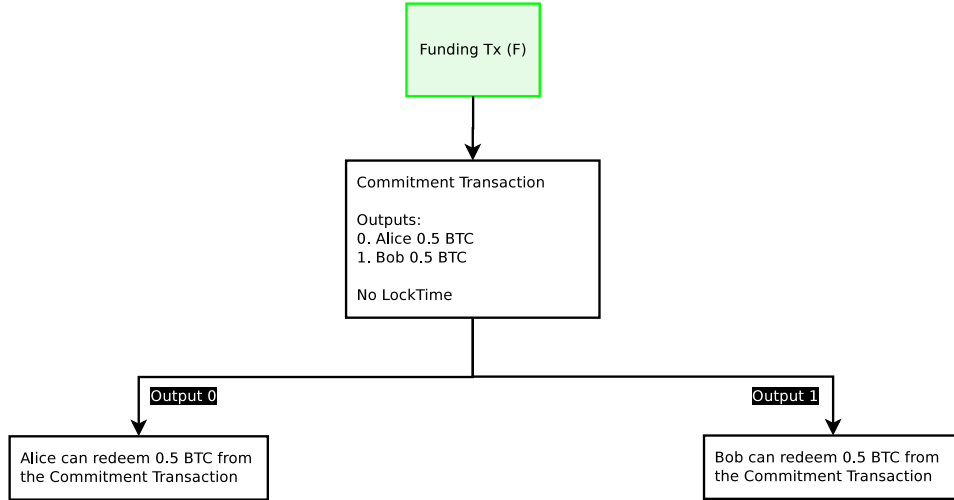 Funding Tx (F)
Commitment Transaction
Outputs:
0. Alice 0.5 BTC
1. Bob 0.5 BTC
No LockTime
Output 0
Output 1
Alice can redeem 0.5 BTC from
the Commitment Transaction
Bob can redeem 0.5 BTC from
the Commitment Transaction